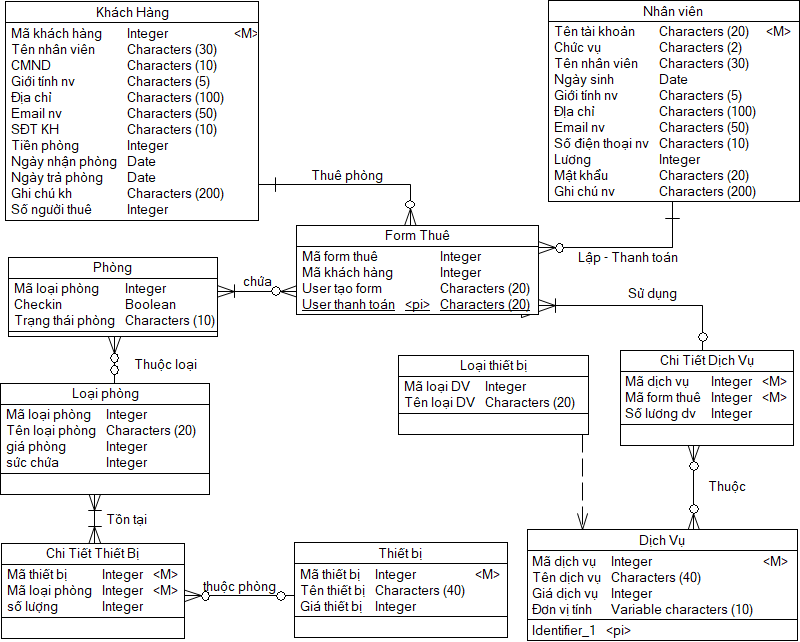 Khách Hàng
Mã khách hàng Integer <M>
Tên nhân viên Characters (30)
CMND Characters (10)
Giới tính nv Characters (5)
Địa chỉ Characters (100)
Email nv Characters (50)
SĐT KH Characters (10)
Tiền phòng Integer
Ngày nhận phòng Date
Ngày trả phòng Date
Ghi chú kh Characters (200)
Số người thuê Integer
Nhân viên
Tên tài khoản Characters (20) <M>
Chức vụ Characters (2)
Tên nhân viên Characters (30)
Ngày sinh Date
Giới tính nv Characters (5)
Địa chỉ Characters (100)
Email nv Characters (50)
Số điện thoại nv Characters (10)
Lương Integer
Mật khẩu Characters (20)
Ghi chú nv Characters (200)
Thuê phòng
Lập - Thanh toán
Form Thuê
Mã form thuê Integer
Mã khách hàng Integer
User tạo form Characters (20)
User thanh toán <pi> Characters (20)
Phòng
Mã loại phòng Integer
Checkin Boolean
Trạng thái phòng Characters (10)
chứa
Sử dụng
Thuộc loại
Loại thiết bị
Mã loại DV Integer
Tên loại DV Characters (20)
Chi Tiết Dịch Vụ
Mã dịch vụ Integer <M>
Mã form thuê Integer <M>
Số lương dv Integer
Loại phòng
Mã loại phòng Integer
Tên loại phòng Characters (20)
giá phòng Integer
sức chứa Integer
Thuộc
Tồn tại
Chi Tiết Thiết Bị
Mã thiết bị Integer <M>
Mã loại phòng Integer <M>
số lượng Integer
thuộc phòng
Thiết bị
Mã thiết bị Integer <M>
Tên thiết bị Characters (40)
Giá thiết bị Integer
Dịch Vụ
Mã dịch vụ Integer <M>
Tên dịch vụ Characters (40)
Giá dịch vụ Integer
Đơn vị tính Variable characters (10)
Identifier_1 <pi>